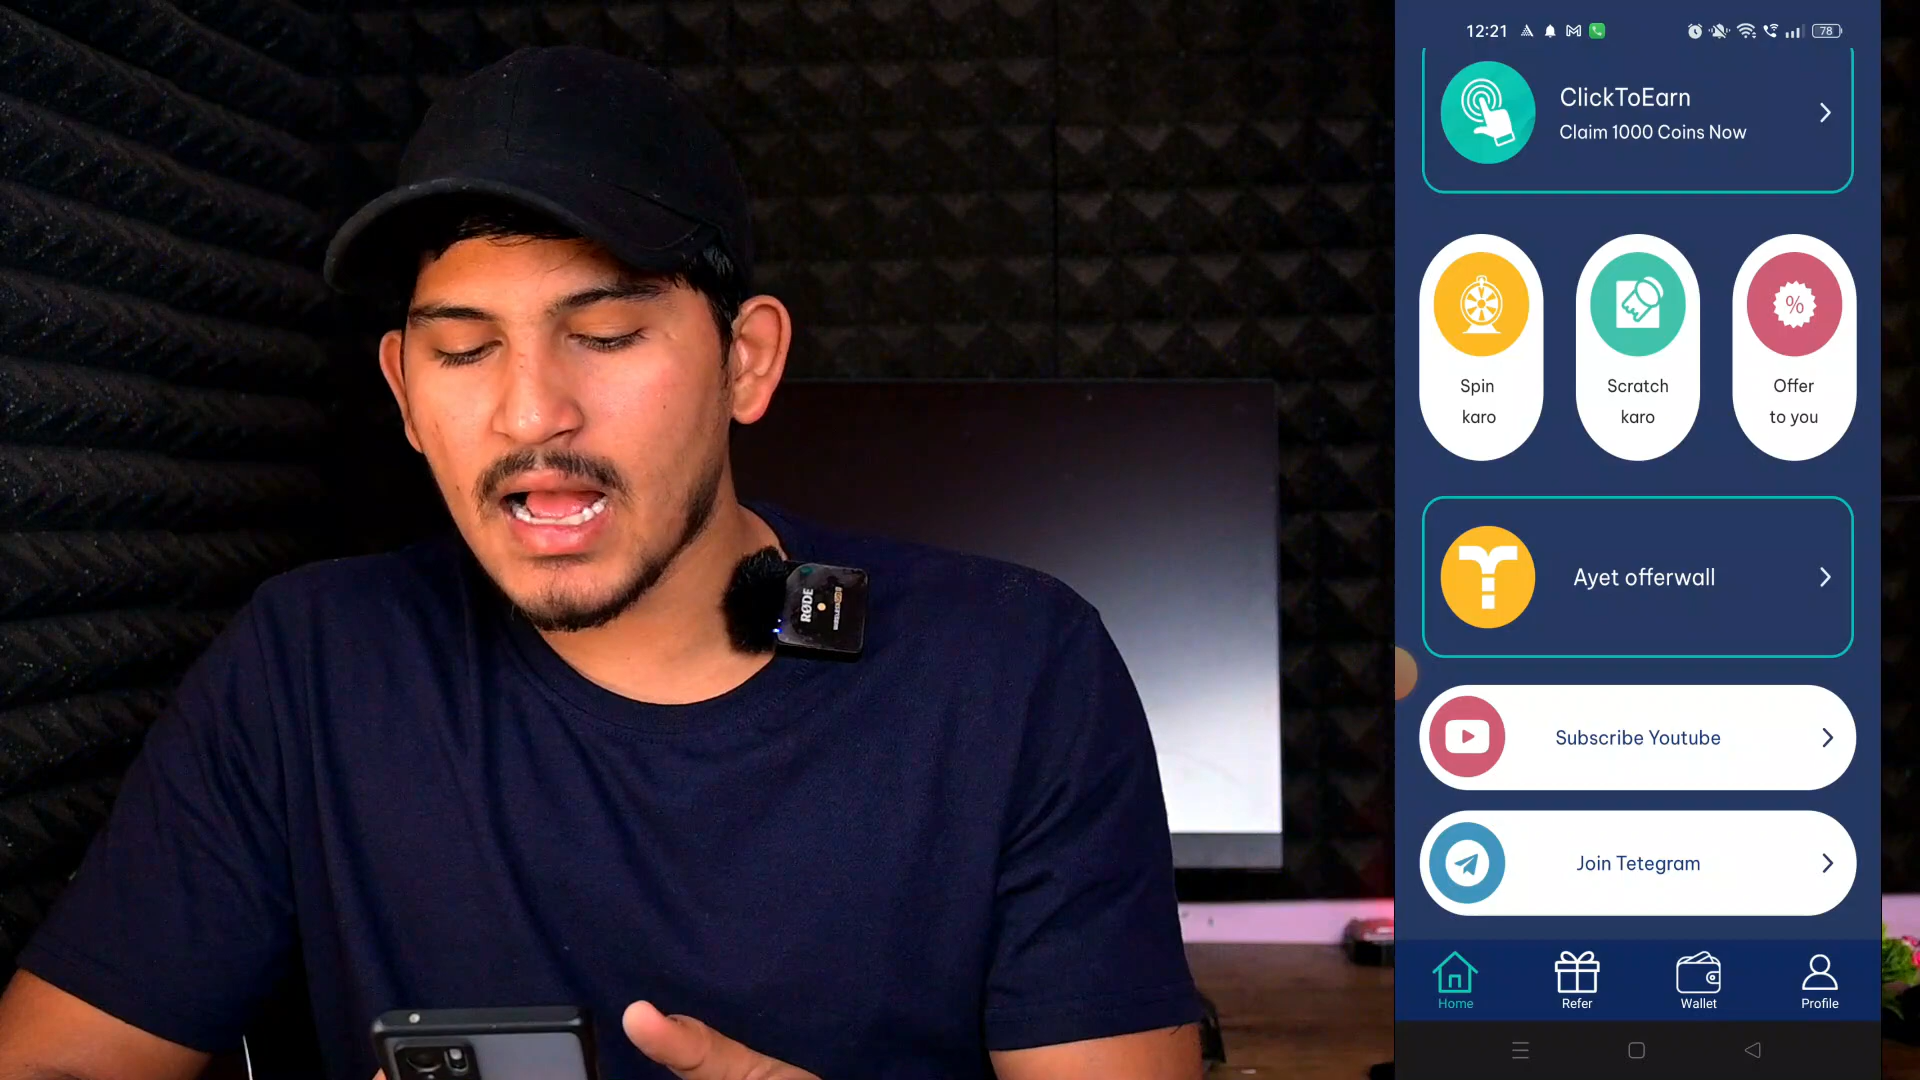 12:21
78
ClickToEarn
Claim 1000 Coins Now
Spin
karo
Scratch
karo
%
Offer
to you
Ayet offerwall
Subscribe Youtube
Join Tetegram
Home
Refer
Wallet
Profile
RØDE